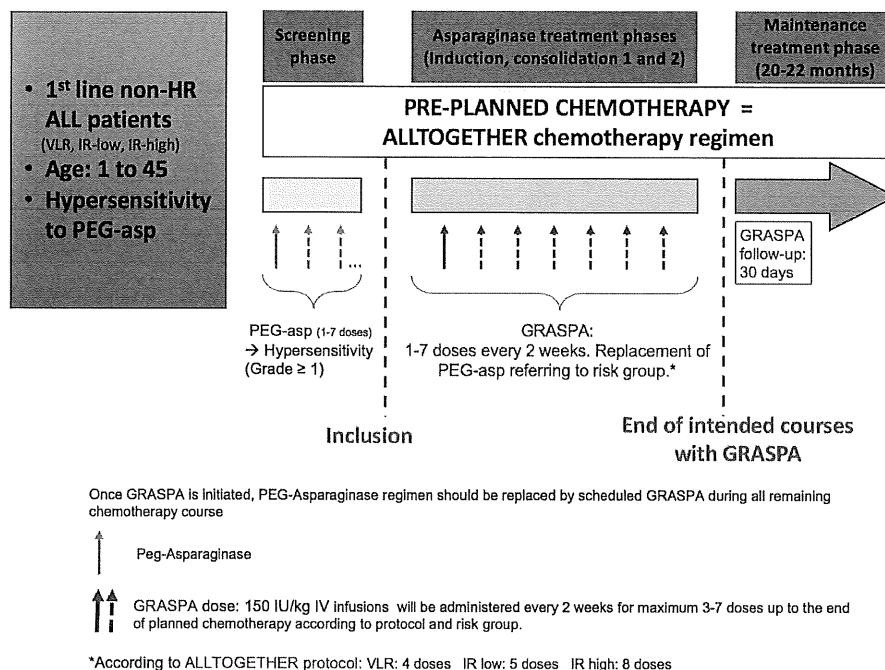 Screening
phase
Asparaginase treatment phases
(Induction, consolidation 1 and 2)
Maintenance
treatment phase
(20-22 months)
• 1st line non-HR
ALL patients
(VLR, IR-low, IR-high)
• Age: 1 to 45
• Hypersensitivity
to PEG-asp
PRE-PLANNED CHEMOTHERAPY =
ALLTOGETHER chemotherapy regimen
...
GRASPA
follow-up:
30 days
PEG-asp (1-7 doses)
→ Hypersensitivity
(Grade ≥ 1)
GRASPA:
1-7 doses every 2 weeks. Replacement of
PEG-asp referring to risk group.*
Inclusion
End of intended courses
with GRASPA
Once GRASPA is initiated, PEG-Asparaginase regimen should be replaced by scheduled GRASPA during all remaining
chemotherapy course
Peg-Asparaginase
GRASPA dose: 150 IU/kg IV infusions will be administered every 2 weeks for maximum 3-7 doses up to the end
of planned chemotherapy according to protocol and risk group.
*According to ALLTOGETHER protocol: VLR: 4 doses IR low: 5 doses IR high: 8 doses